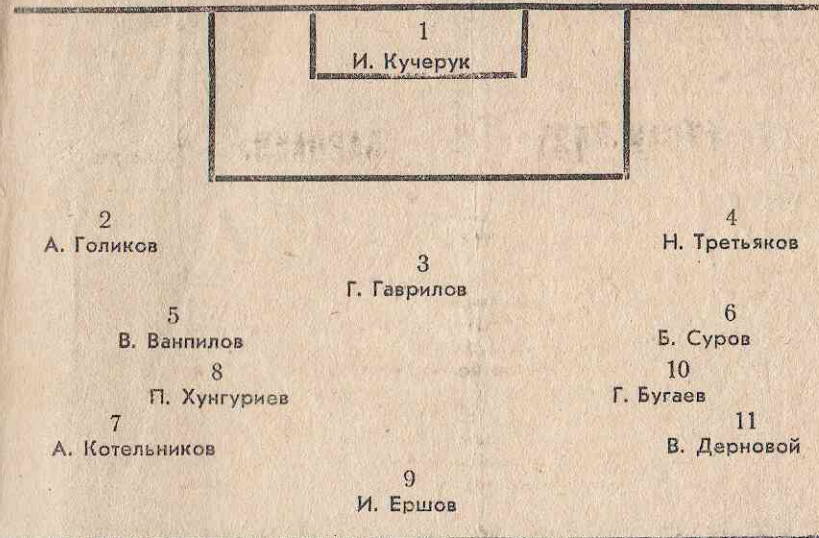 1
И. Кучерук
2
А. Голиков
4
Н. Третьяков
3
Г. Гаврилов
5
В. Ванпилов
6
Б. Суров
8
П. Хунгуриев
10
Г. Бугаев
7
А. Котельников
11
В. Дерновой
9
И. Ершов